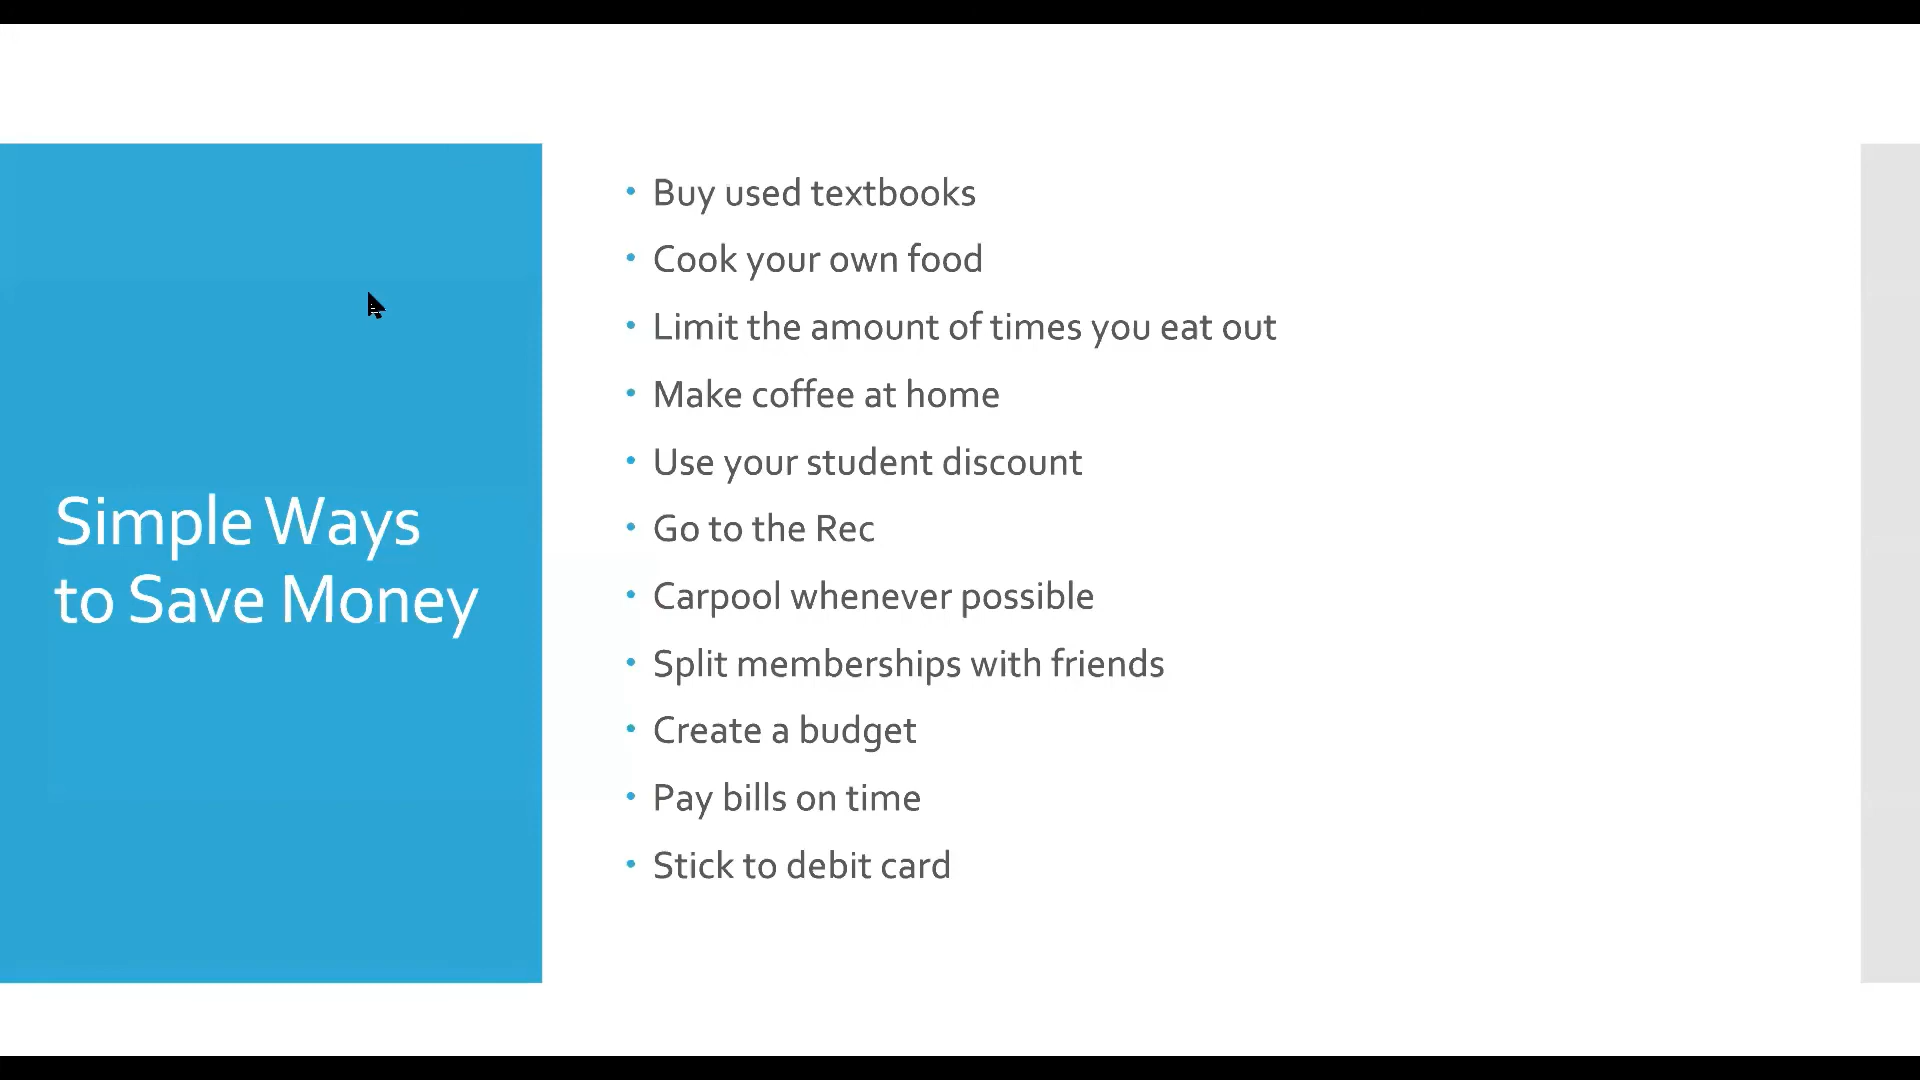 Simple Ways
to Save Money
• Buy used textbooks
• Cook your own food
• Limit the amount of times you eat out
• Make coffee at home
• Use your student discount
• Go to the Rec
• Carpool whenever possible
• Split memberships with friends
• Create a budget
• Pay bills on time
• Stick to debit card